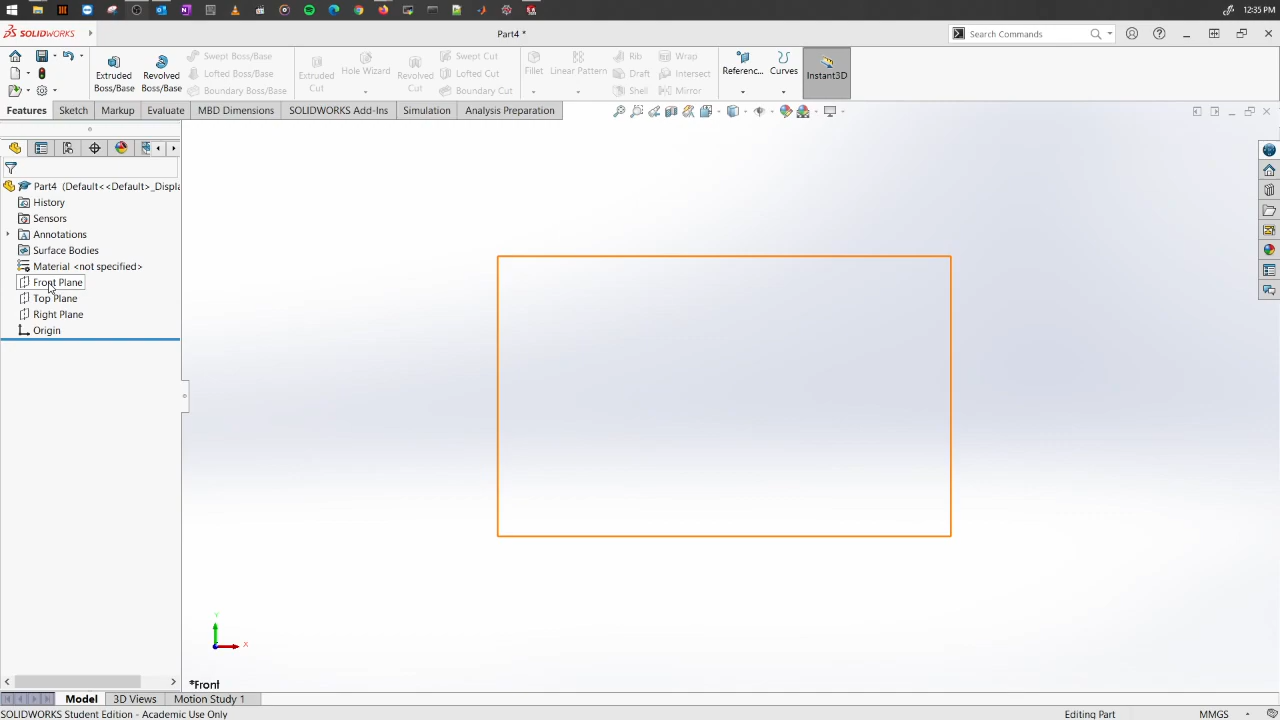 12:35 PM
SOLIDWORKS
Part4 *
Search Commands
Extruded Boss/Base
Revolved Boss/Base
Swept Boss/Base
Lofted Boss/Base
Boundary Boss/Base
Extruded Cut
Hole Wizard
Revolved Cut
Swept Cut
Lofted Cut
Boundary Cut
Fillet
Linear Pattern
Rib
Draft
Shell
Wrap
Intersect
Mirror
Referenc...
Curves
Instant3D
Features
Sketch
Markup
Evaluate
MBD Dimensions
SOLIDWORKS Add-Ins
Simulation
Analysis Preparation
Part4 (Default<<Default>_Displa
History
Sensors
Annotations
Surface Bodies
Material <not specified>
Front Plane
Top Plane
Right Plane
Origin
Y
X
*Front
Model
3D Views
Motion Study 1
SOLIDWORKS Student Edition - Academic Use Only
Editing Part
MMGS